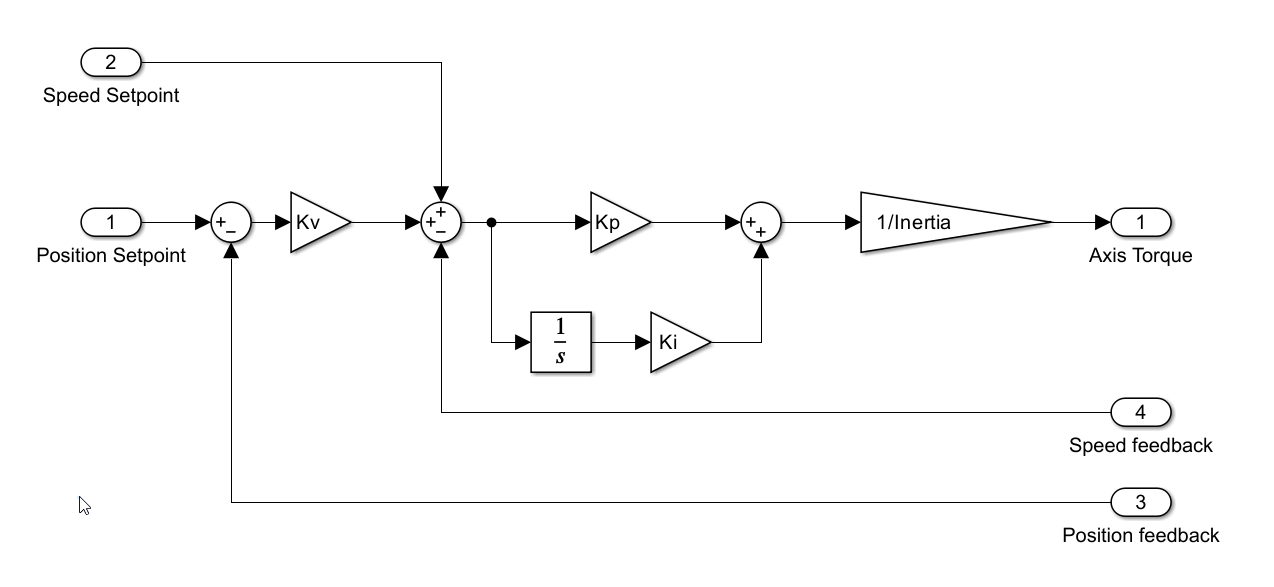 2
Speed Setpoint
1
Position Setpoint
+
−
Kv
+
+
−
Kp
+
+
1/Inertia
1
Axis Torque
1
s
Ki
4
Speed feedback
3
Position feedback